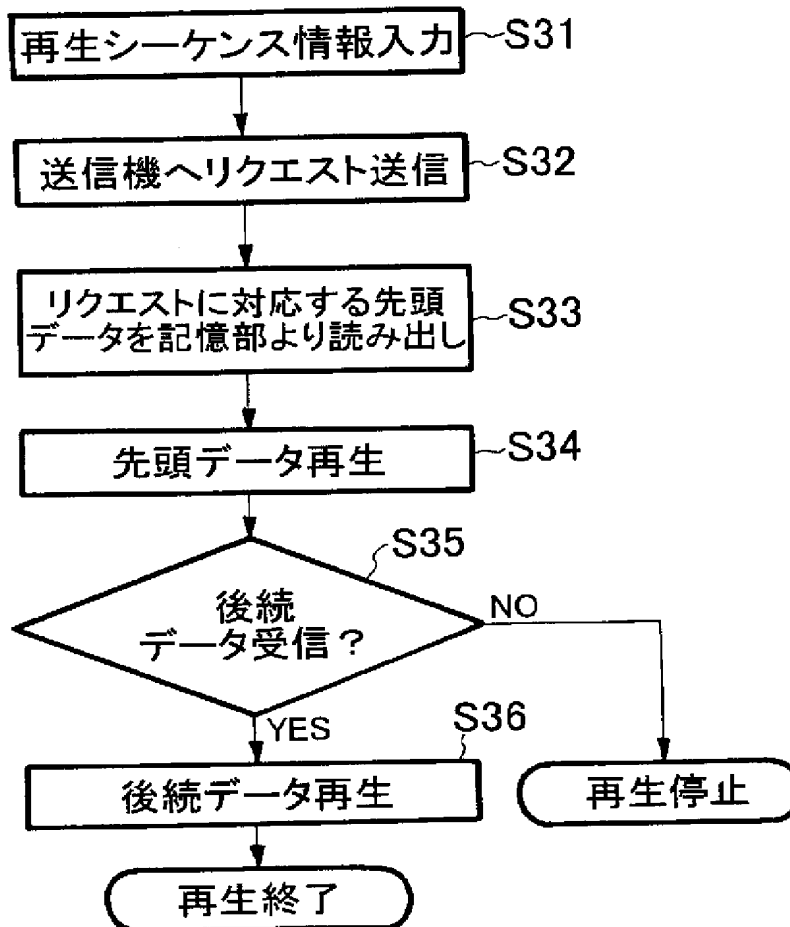 再生シーケンス情報入力
S31
送信機へリクエスト送信
S32
リクエストに対応する先頭
データを記憶部より読み出し
S33
先頭データ再生
S34
S35
後続
データ受信？
NO
YES
S36
後続データ再生
再生停止
再生終了